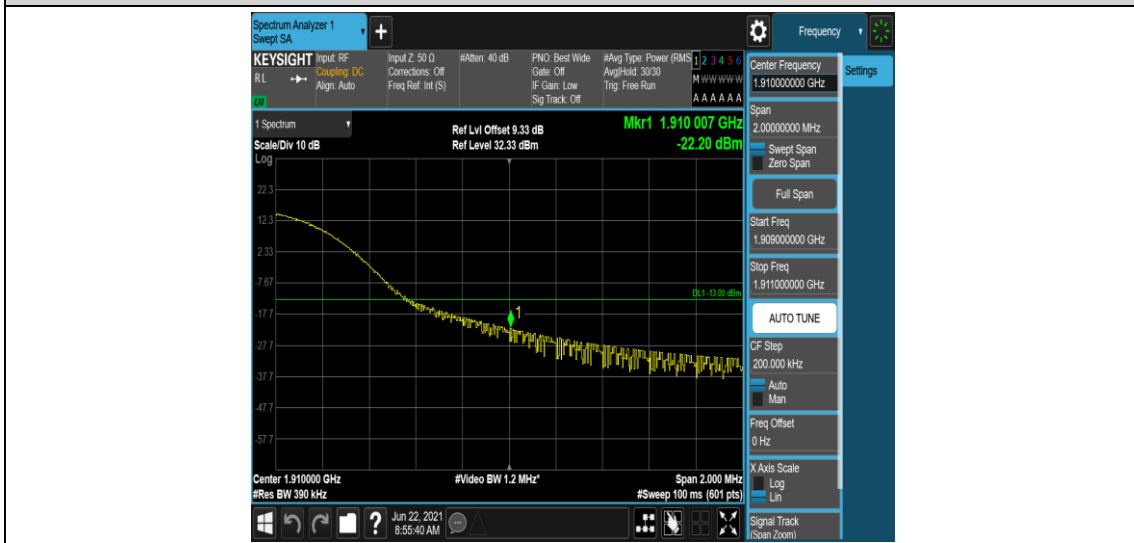 Spectrum Analyzer 1
Swept SA
+
Frequency
KEYSIGHT
RL
LXI
Input: RF
Coupling: DC
Align: Auto
Input Z: 50 Ω
Corrections: Off
Freq Ref: Int (S)
#Atten: 40 dB
PNO: Best Wide
Gate: Off
IF Gain: Low
Sig Track: Off
#Avg Type: Power (RMS
Avg|Hold: 30/30
Trig: Free Run
1 2 3 4 5 6
M W W W W W
A A A A A A
1 Spectrum
Scale/Div 10 dB
Log
Ref Lvl Offset 9.33 dB
Ref Level 32.33 dBm
Mkr1 1.910 007 GHz
-22.20 dBm
22.3
12.3
2.33
-7.67
-17.7
-27.7
-37.7
-47.7
-57.7
DL1 -13.00 dBm
1
Center 1.910000 GHz
#Res BW 390 kHz
#Video BW 1.2 MHz*
Span 2.000 MHz
#Sweep 100 ms (601 pts)
Center Frequency
1.910000000 GHz
Settings
Span
2.00000000 MHz
Swept Span
Zero Span
Full Span
Start Freq
1.909000000 GHz
Stop Freq
1.911000000 GHz
AUTO TUNE
CF Step
200.000 kHz
Auto
Man
Freq Offset
0 Hz
X Axis Scale
Log
Lin
Signal Track
(Span Zoom)
?
Jun 22, 2021
8:55:40 AM